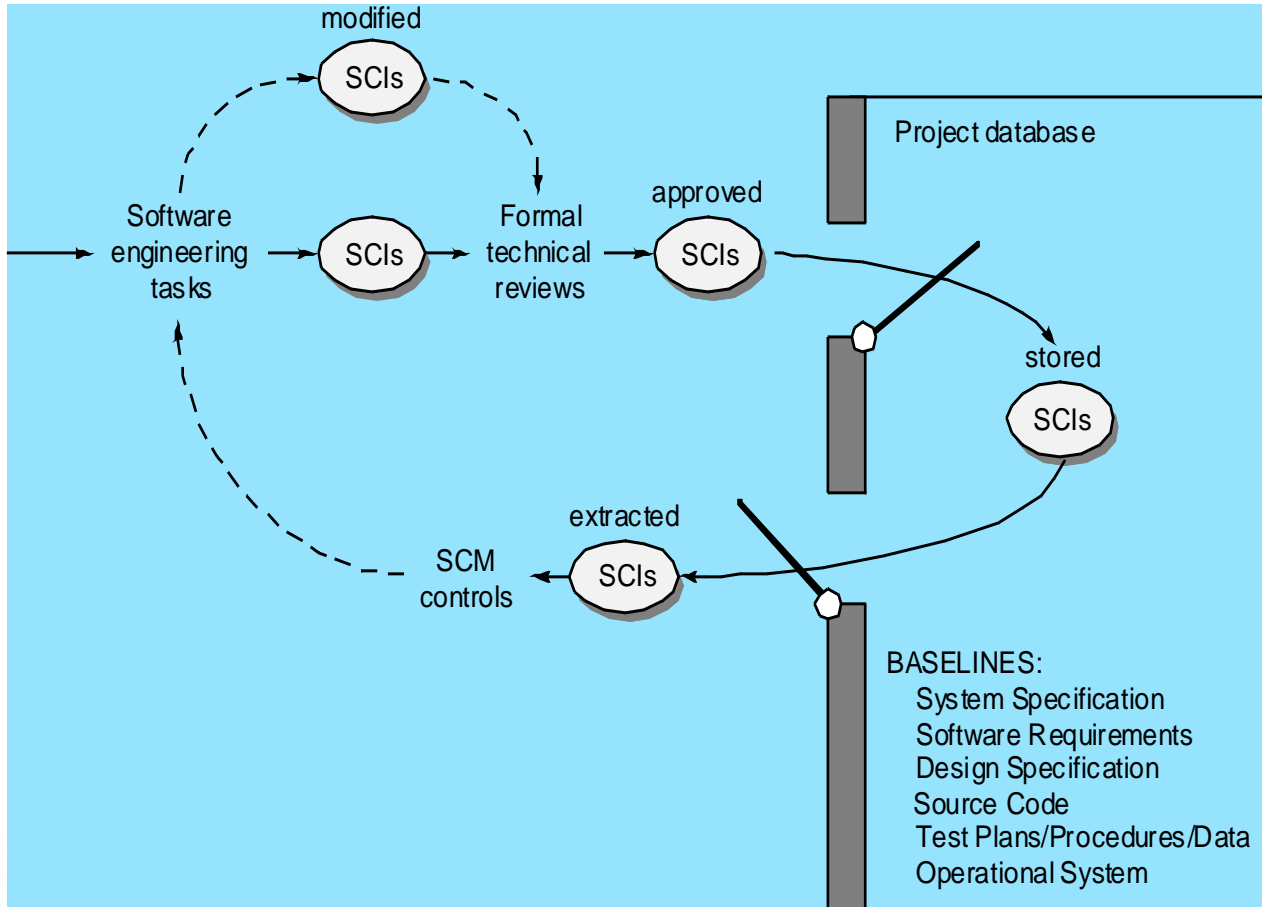 modified
SCIs
Project database
approved
Software
engineering
tasks
SCIs
Formal
technical
reviews
SCIs
stored
SCIs
extracted
SCM
controls
SCIs
BASELINES:
System Specification
Software Requirements
Design Specification
Source Code
Test Plans/Procedures/Data
Operational System